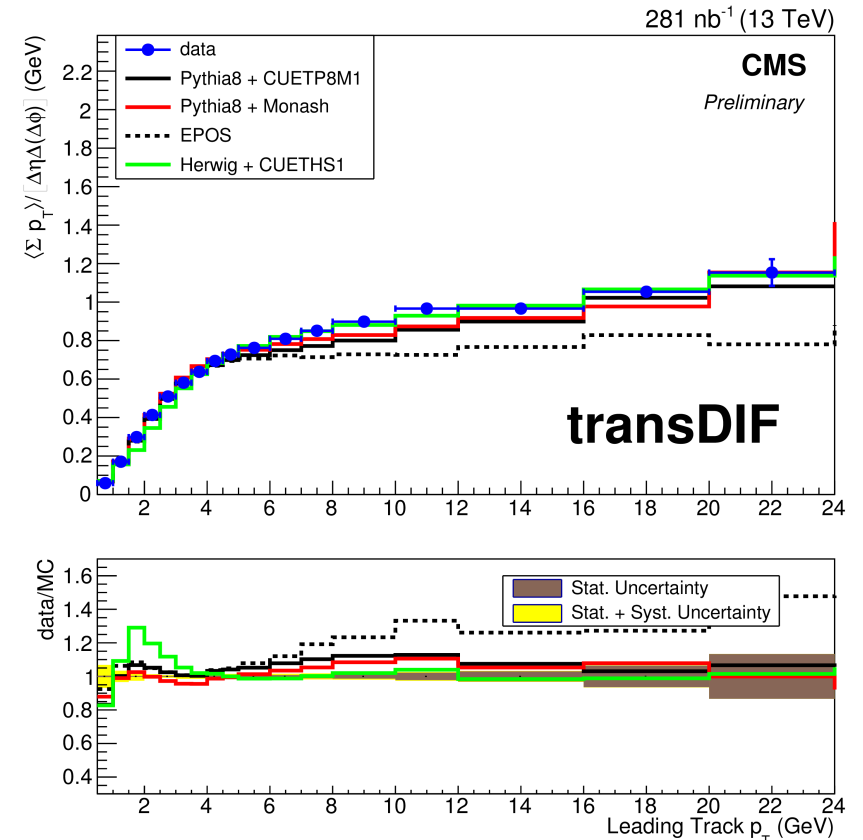 281 nb⁻¹ (13 TeV)
⟨Σ p_T⟩/[ΔηΔ(Δϕ)] (GeV)
data
Pythia8 + CUETP8M1
Pythia8 + Monash
EPOS
Herwig + CUETHS1
CMS
Preliminary
2.2
2
1.8
1.6
1.4
1.2
1
0.8
0.6
0.4
0.2
0
transDIF
2 4 6 8 10 12 14 16 18 20 22 24
data/MC
1.6
1.4
1.2
1
0.8
0.6
0.4
Stat. Uncertainty
Stat. + Syst. Uncertainty
2 4 6 8 10 12 14 16 18 20 22 24
Leading Track p_T (GeV)